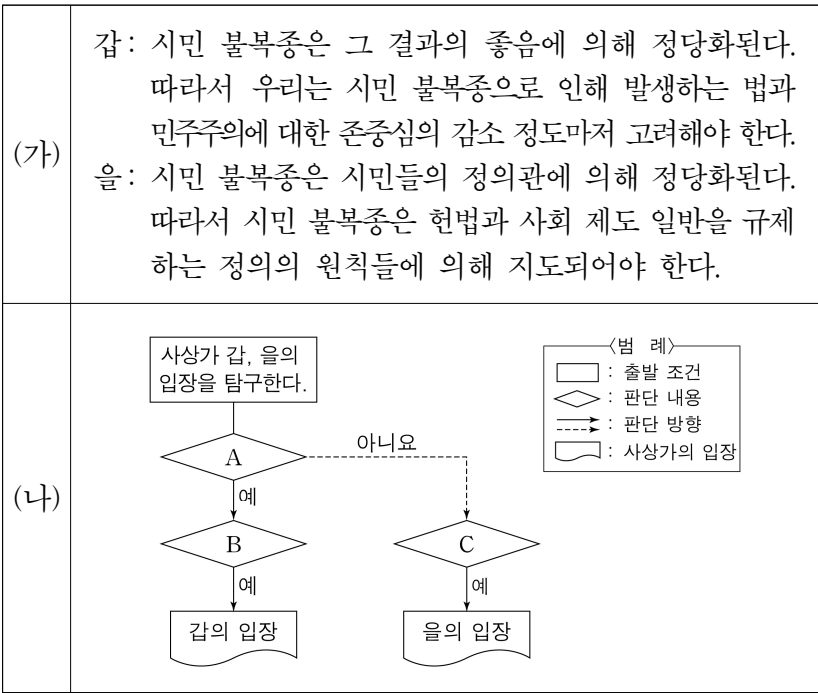 (가)
갑: 시민 불복종은 그 결과의 좋음에 의해 정당화된다.
따라서 우리는 시민 불복종으로 인해 발생하는 법과
민주주의에 대한 존중심의 감소 정도마저 고려해야 한다.
을: 시민 불복종은 시민들의 정의관에 의해 정당화된다.
따라서 시민 불복종은 헌법과 사회 제도 일반을 규제
하는 정의의 원칙들에 의해 지도되어야 한다.
(나)
사상가 갑, 을의
입장을 탐구한다.
A
아니요
예
B
C
예
예
갑의 입장
을의 입장
〈범 례〉
: 출발 조건
: 판단 내용
: 판단 방향
: 사상가의 입장